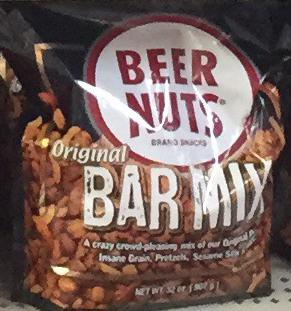 BEER
NUTS®
BRAND SNACKS
Original
BAR MIX
A crazy crowd-pleasing mix of our Original
Insane Grain, Pretzels, Sesame
NET WT. 32 oz (907 g)